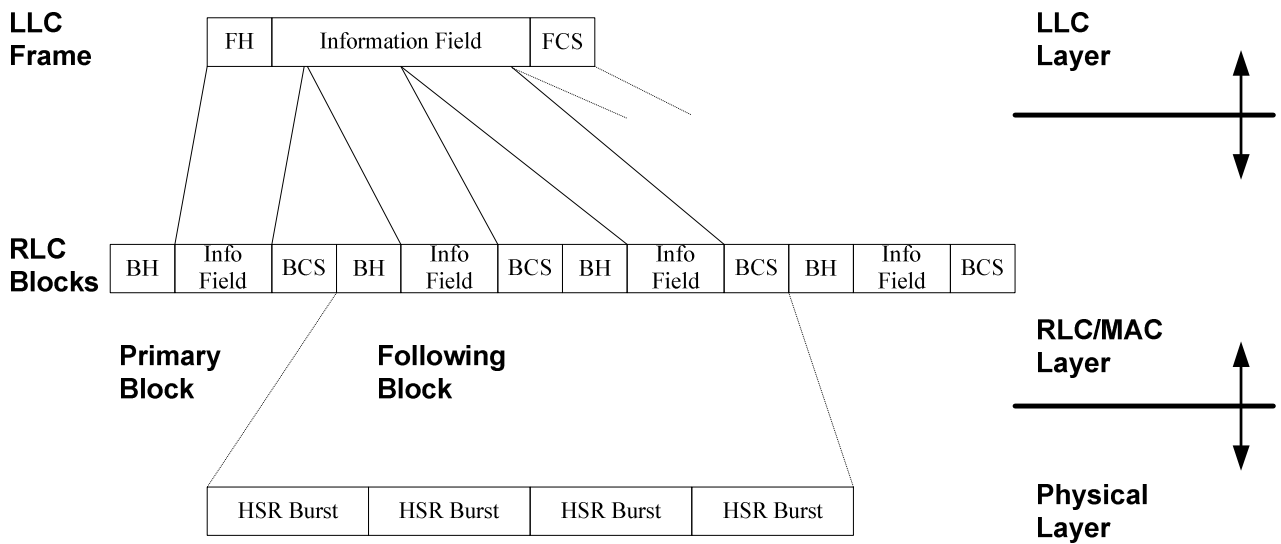 LLC
Frame
FH
Information Field
FCS
LLC
Layer
RLC
Blocks
BH
Info
Field
BCS
BH
Info
Field
BCS
BH
Info
Field
BCS
BH
Info
Field
BCS
Primary
Block
Following
Block
RLC/MAC
Layer
HSR Burst
HSR Burst
HSR Burst
HSR Burst
Physical
Layer